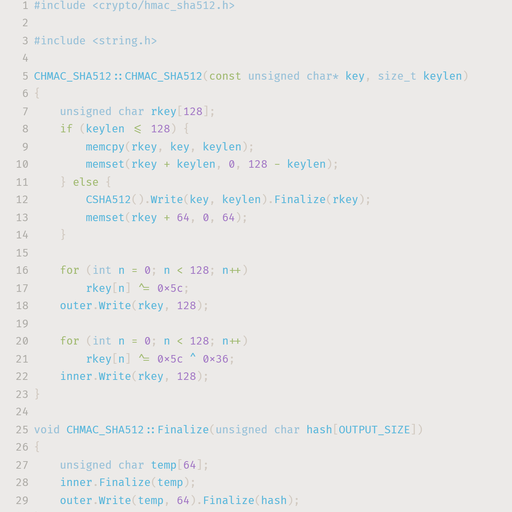 1 #include <crypto/hmac_sha512.h>
2
3 #include <string.h>
4
5 CHMAC_SHA512::CHMAC_SHA512(const unsigned char* key, size_t keylen)
6 {
7     unsigned char rkey[128];
8     if (keylen <= 128) {
9         memcpy(rkey, key, keylen);
10         memset(rkey + keylen, 0, 128 - keylen);
11     } else {
12         CSHA512().Write(key, keylen).Finalize(rkey);
13         memset(rkey + 64, 0, 64);
14     }
15
16     for (int n = 0; n < 128; n++)
17         rkey[n] ^= 0x5c;
18     outer.Write(rkey, 128);
19
20     for (int n = 0; n < 128; n++)
21         rkey[n] ^= 0x5c ^ 0x36;
22     inner.Write(rkey, 128);
23 }
24
25 void CHMAC_SHA512::Finalize(unsigned char hash[OUTPUT_SIZE])
26 {
27     unsigned char temp[64];
28     inner.Finalize(temp);
29     outer.Write(temp, 64).Finalize(hash);